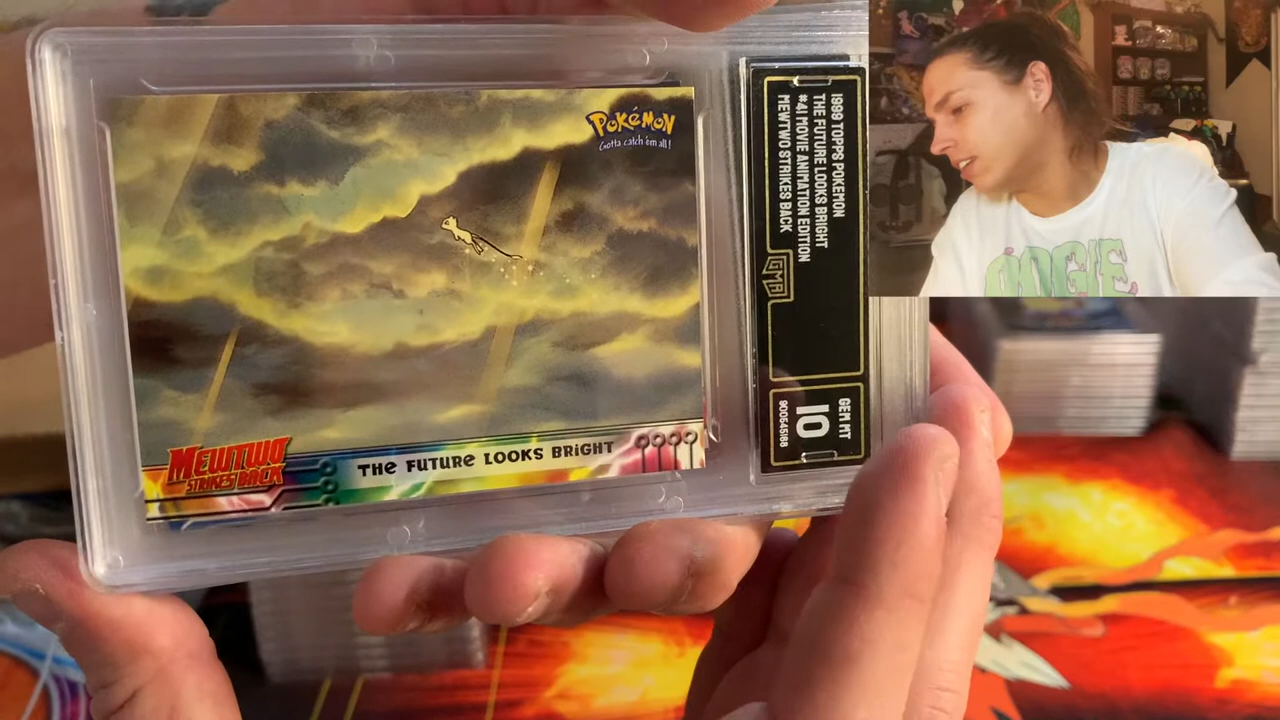 Pokémon
Gotta catch 'em all!
MEWTWO
STRIKES BACK
THE FUTURE LOOKS BRIGHT
1999 TOPPS POKEMON
THE FUTURE LOOKS BRIGHT
#41 MOVIE ANIMATION EDITION
MEWTWO STRIKES BACK
GMA
GEM MT
10
900545168
OOGIE